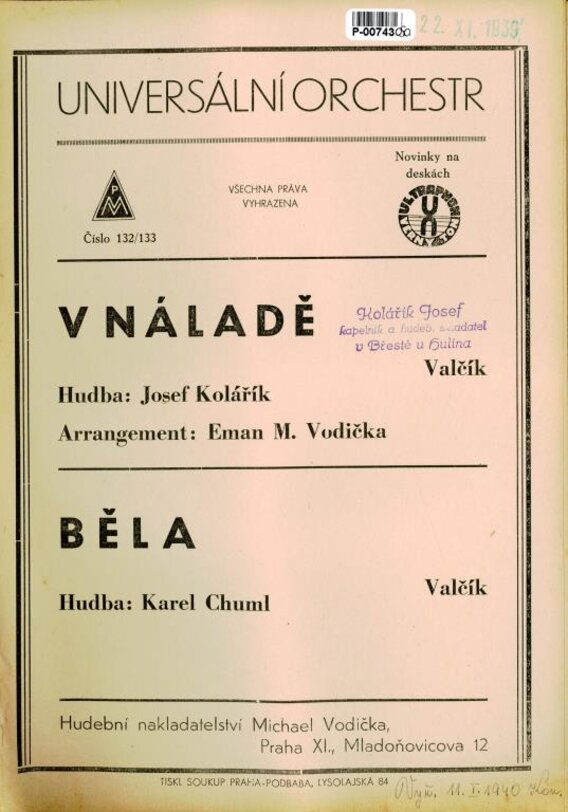 P-00743
22. XI. 1939
UNIVERSÁLNÍ ORCHESTR
Novinky na
deskách
PM
VŠECHNA PRÁVA
VYHRAZENA
ULTRAPHON
Číslo 132/133
V NÁLADĚ
Kolářík Josef
kapelník a hudeb. skladatel
v Břestě u Hulína
Valčík
Hudba: Josef Kolářík
Arrangement: Eman M. Vodička
BĚLA
Valčík
Hudba: Karel Chuml
Hudební nakladatelství Michael Vodička,
Praha XI., Mladoňovicova 12
TISKL SOUKUP PRAHA-PODBABA, LYSOLAJSKÁ 84
11. I. 1940